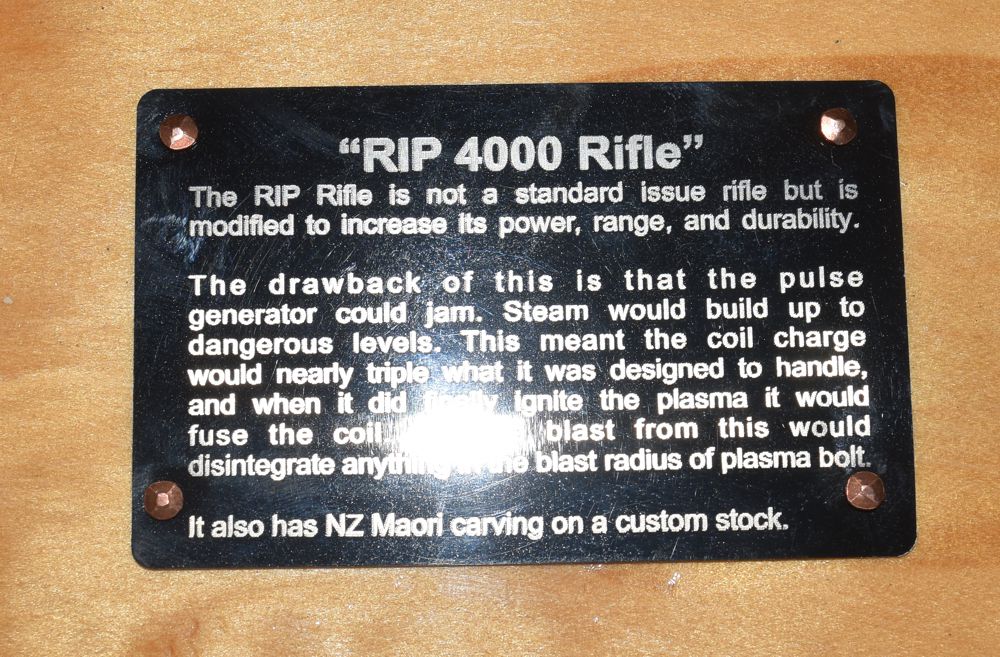 “RIP 4000 Rifle”
The RIP Rifle is not a standard issue rifle but is
modified to increase its power, range, and durability.
The drawback of this is that the pulse
generator could jam. Steam would build up to
dangerous levels. This meant the coil charge
would nearly triple what it was designed to handle,
and when it did finally ignite the plasma it would
fuse the coil blast from this would
disintegrate anything in the blast radius of plasma bolt.
It also has NZ Maori carving on a custom stock.